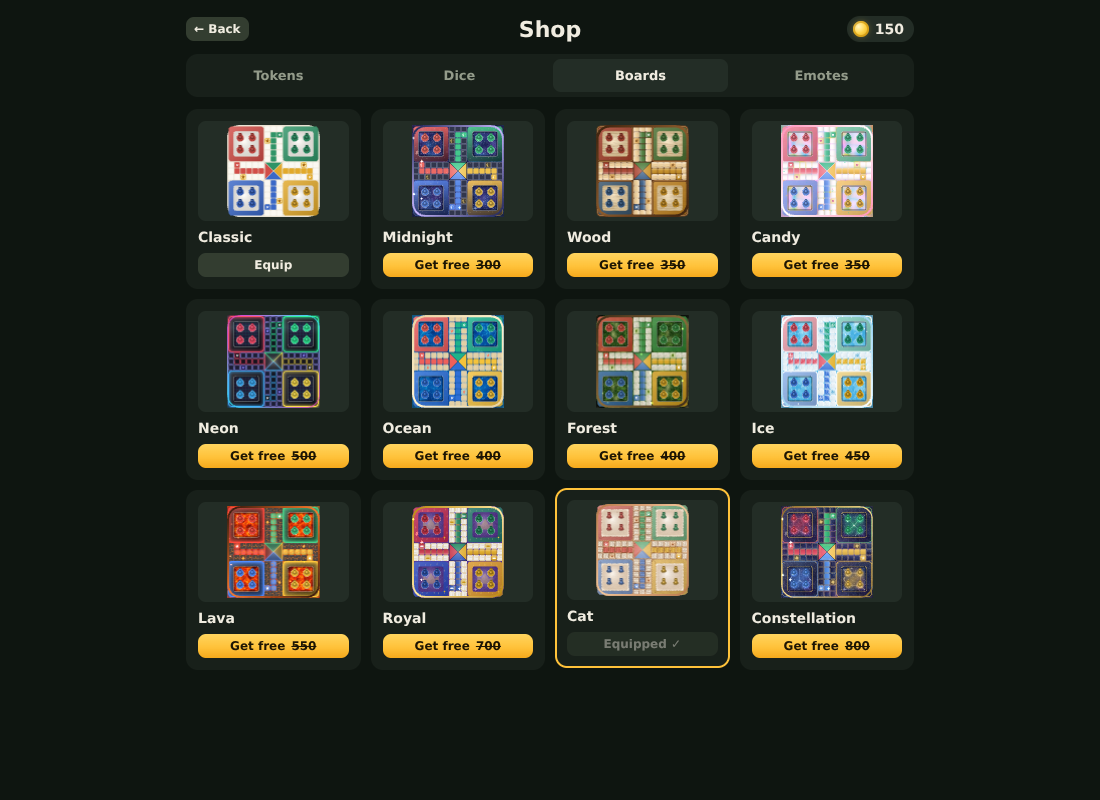 ← Back
Shop
150
Tokens
Dice
Boards
Emotes
Classic
Equip
Midnight
Get free 300
Wood
Get free 350
Candy
Get free 350
Neon
Get free 500
Ocean
Get free 400
Forest
Get free 400
Ice
Get free 450
Lava
Get free 550
Royal
Get free 700
Cat
Equipped ✓
Constellation
Get free 800